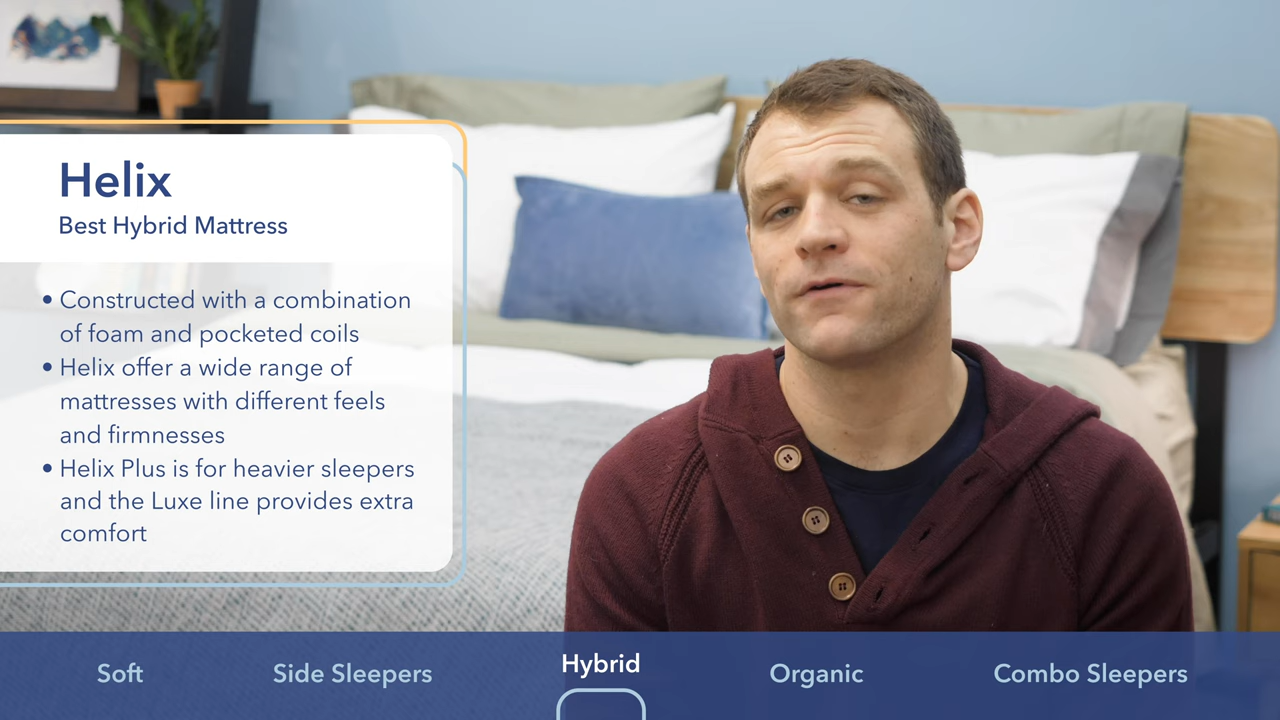 Helix
Best Hybrid Mattress
• Constructed with a combination
of foam and pocketed coils
• Helix offer a wide range of
mattresses with different feels
and firmnesses
• Helix Plus is for heavier sleepers
and the Luxe line provides extra
comfort
Soft
Side Sleepers
Hybrid
Organic
Combo Sleepers